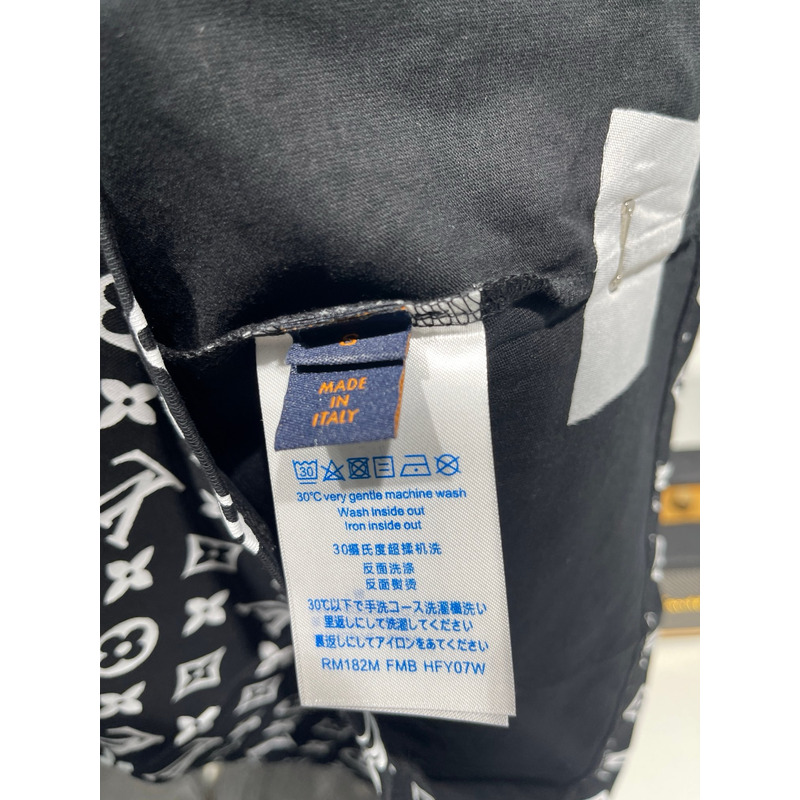 S
MADE
IN
ITALY
30
30°C very gentle machine wash
Wash inside out
Iron inside out
30攝氏度超揉机洗
反面洗涤
反面熨烫
30℃以下で手洗コース洗濯機洗い
里返しにして洗濯してください
裏返しにしてアイロンをあてください
RM182M FMB HFY07W